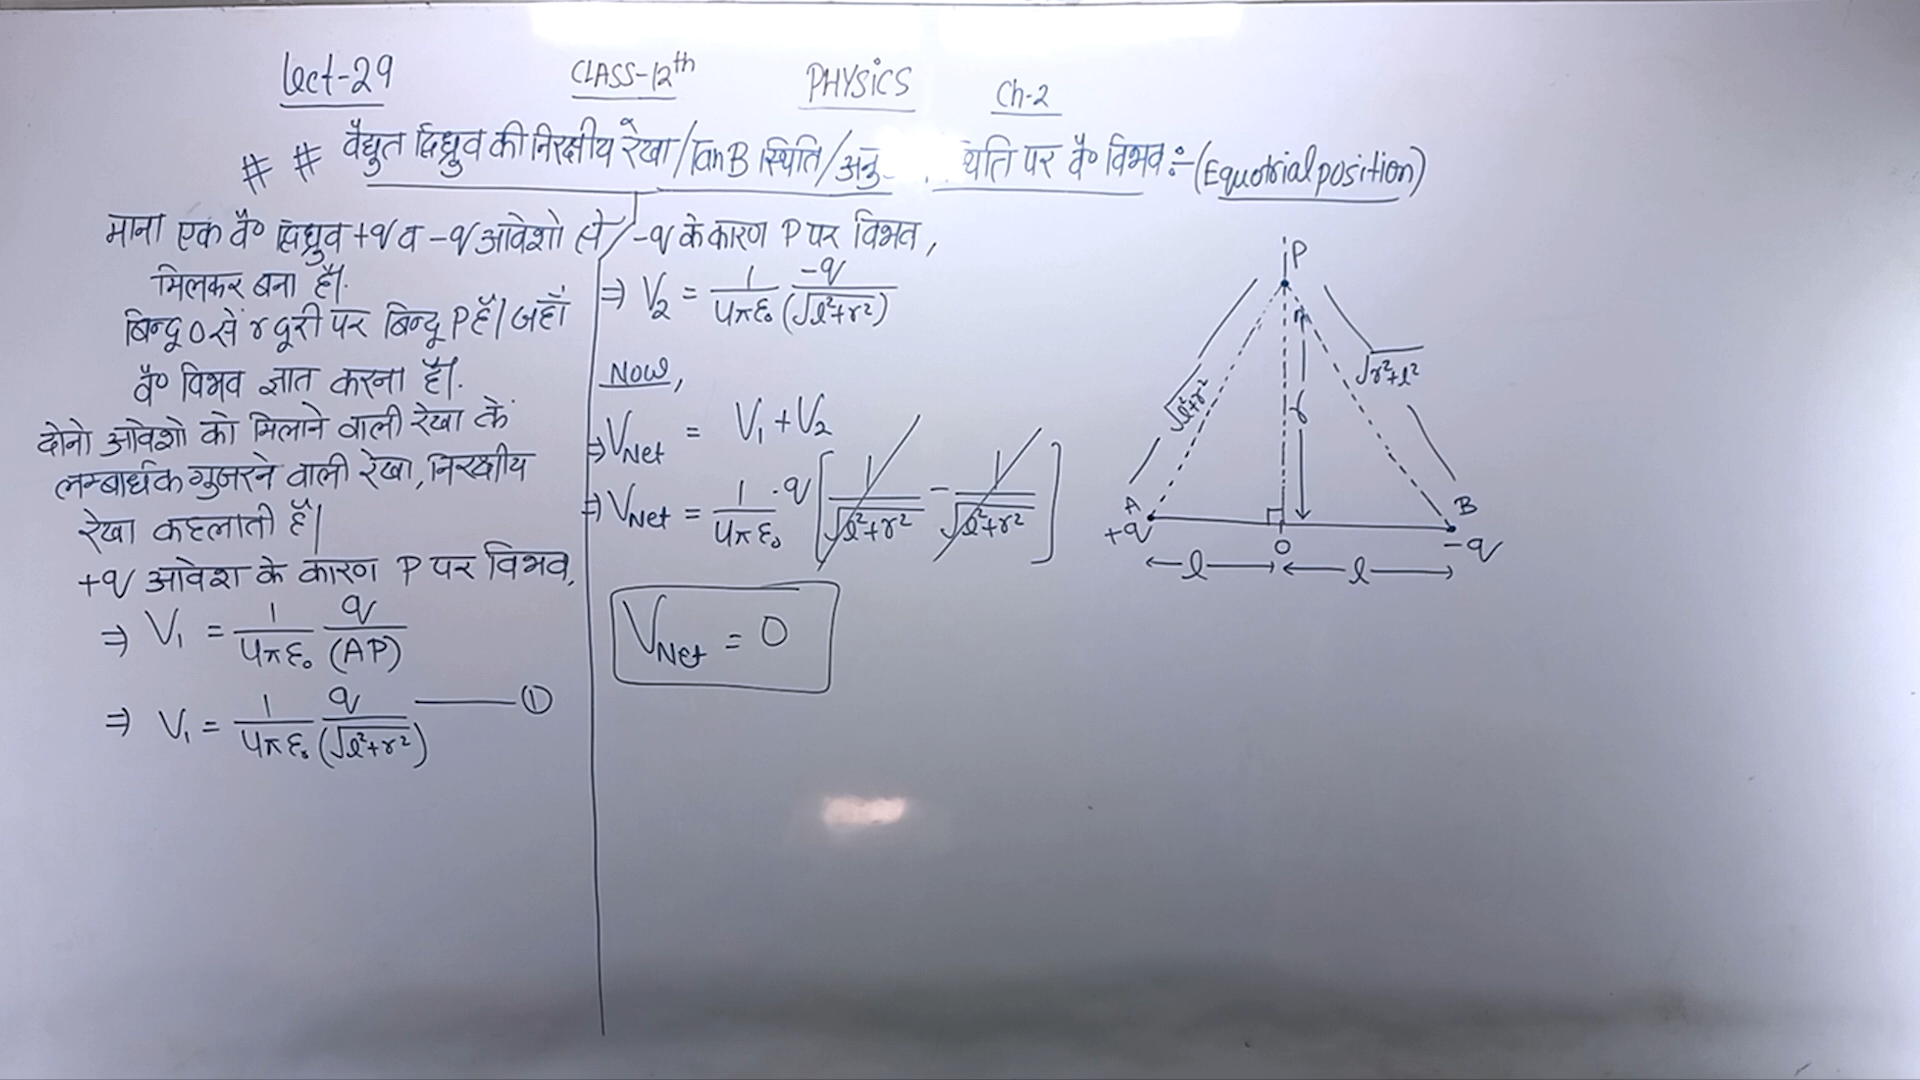 Lect-29 CLASS-12th PHYSICS Ch-2
# # वैद्युत द्विध्रुव की निरक्षीय रेखा/Tan B स्थिति/अनु थिति पर वै० विभव :- (Equotrial position)
माना एक वै० द्विध्रुव +q व -q आवेशो से
मिलकर बना है।
बिन्दु O से r दूरी पर बिन्दु P है। जहाँ
वै० विभव ज्ञात करना है।
दोनो आवेशो को मिलाने वाली रेखा के
लम्बार्धक गुजरने वाली रेखा, निरक्षीय
रेखा कहलाती है।
+q आवेश के कारण P पर विभव,
⇒ V₁ = 1/4πε₀ q/(AP)
⇒ V₁ = 1/4πε₀ q/(√l²+r²) —— ①
-q के कारण P पर विभव,
⇒ V₂ = 1/4πε₀ -q/(√l²+r²)
Now,
⇒ VNet = V₁ + V₂
⇒ VNet = 1/4πε₀ . q [1/√l²+r² - 1/√l²+r²]
VNet = 0
P
√l²+r²
r
√r²+l²
A
B
+q
O
-q
l
l